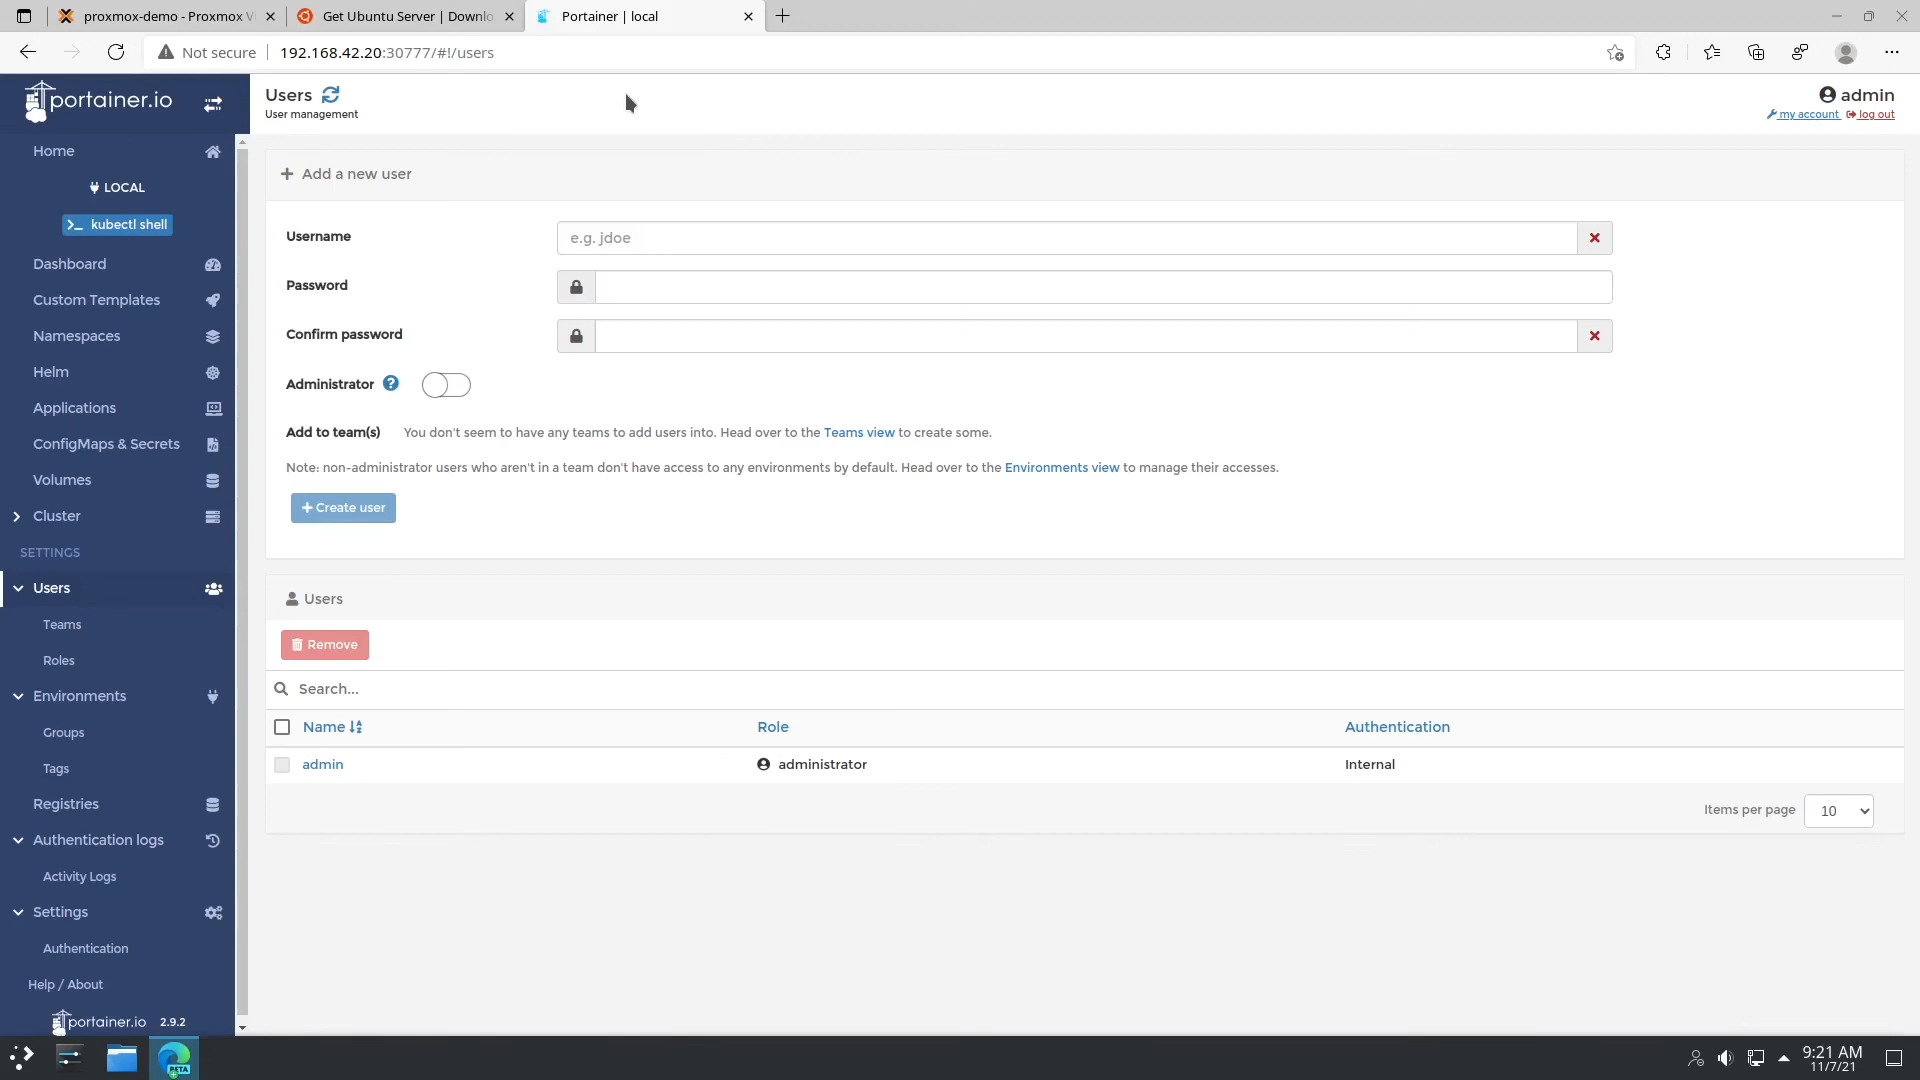 proxmox-demo - Proxmox V
Get Ubuntu Server | Downlo
Portainer | local
Not secure
192.168.42.20:30777/#!/users
portainer.io
Users
User management
admin
my account
log out
Home
LOCAL
kubectl shell
Dashboard
Custom Templates
Namespaces
Helm
Applications
ConfigMaps & Secrets
Volumes
Cluster
SETTINGS
Users
Teams
Roles
Environments
Groups
Tags
Registries
Authentication logs
Activity Logs
Settings
Authentication
Help / About
portainer.io 2.9.2
Add a new user
Username
e.g. jdoe
Password
Confirm password
Administrator
Add to team(s) You don't seem to have any teams to add users into. Head over to the Teams view to create some.
Note: non-administrator users who aren't in a team don't have access to any environments by default. Head over to the Environments view to manage their accesses.
Create user
Users
Remove
Search...
Name Role Authentication
admin administrator Internal
Items per page 10
BETA
9:21 AM
11/7/21